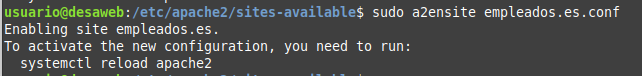 usuario@desaweb:/etc/apache2/sites-available$ sudo a2ensite empleados.es.conf
Enabling site empleados.es.
To activate the new configuration, you need to run:
  systemctl reload apache2